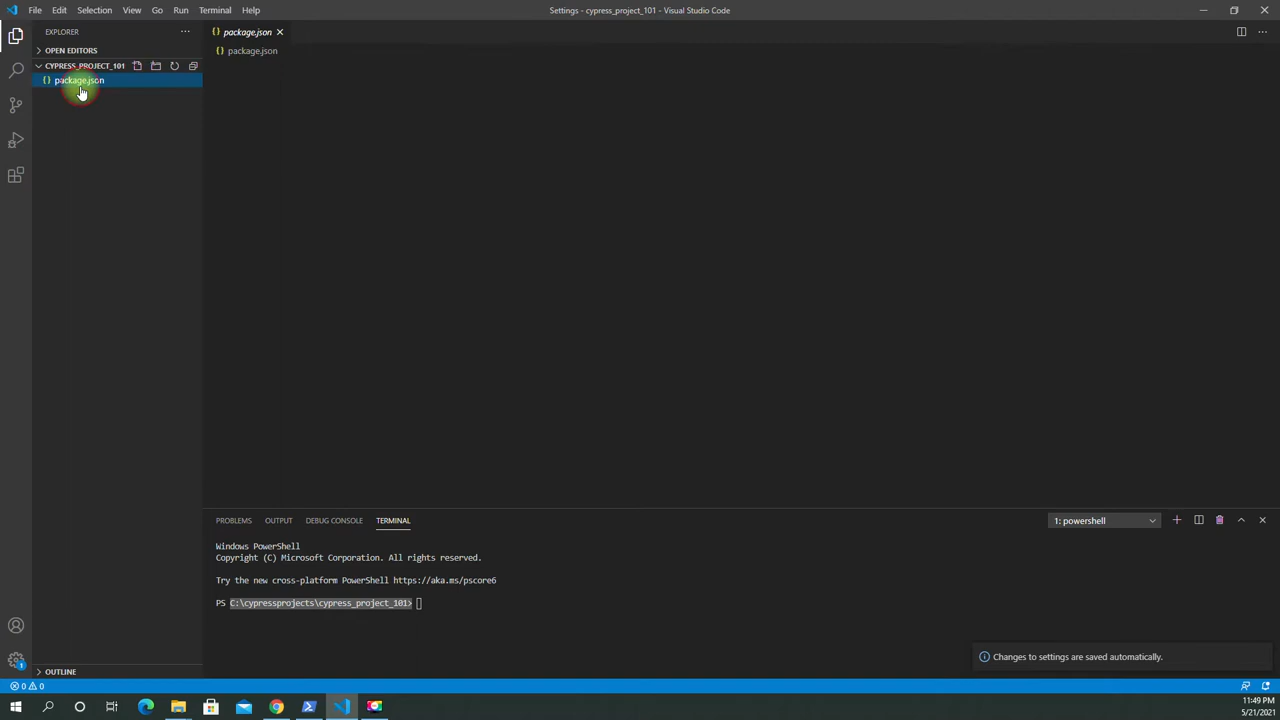 File Edit Selection View Go Run Terminal Help
Settings - cypress_project_101 - Visual Studio Code
EXPLORER
OPEN EDITORS
CYPRESS_PROJECT_101
package.json
OUTLINE
package.json
package.json
PROBLEMS OUTPUT DEBUG CONSOLE TERMINAL
1: powershell
Windows PowerShell
Copyright (C) Microsoft Corporation. All rights reserved.
Try the new cross-platform PowerShell https://aka.ms/pscore6
PS C:\cypressprojects\cypress_project_101>
Changes to settings are saved automatically.
1
0 0
11:49 PM
5/21/2021